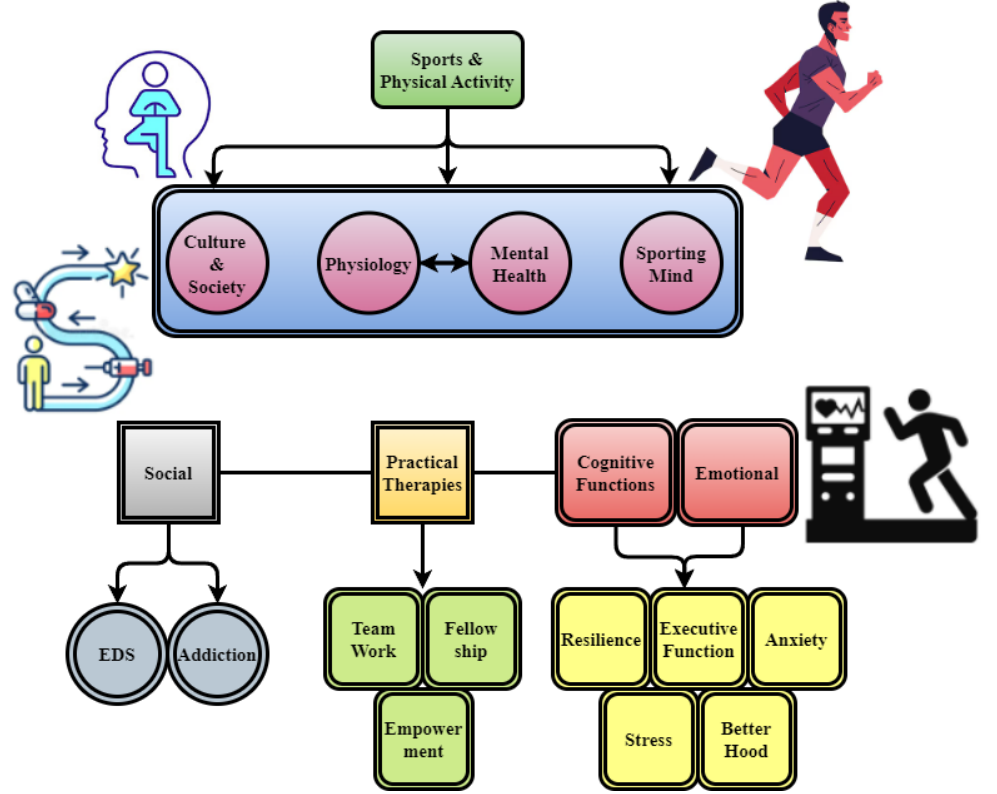 Sports &
Physical Activity
Culture
&
Society
Physiology
Mental
Health
Sporting
Mind
Social
Practical
Therapies
Cognitive
Functions
Emotional
EDS
Addiction
Team
Work
Fellow
ship
Empower
ment
Resilience
Executive
Function
Anxiety
Stress
Better
Hood